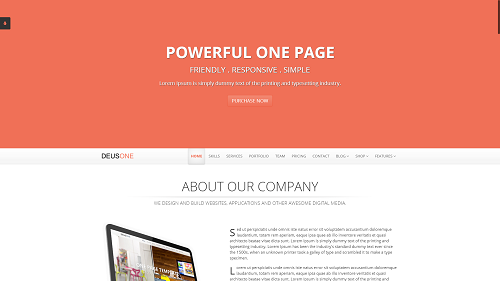 POWERFUL ONE PAGE
FRIENDLY . RESPONSIVE . SIMPLE
Lorem Ipsum is simply dummy text of the printing and typesetting industry.
PURCHASE NOW
DEUSONE
HOME SKILLS SERVICES PORTFOLIO TEAM PRICING CONTACT BLOG SHOP FEATURES
ABOUT OUR COMPANY
WE DESIGN AND BUILD WEBSITES, APPLICATIONS AND OTHER AWESOME DIGITAL MEDIA
Sed ut perspiciatis unde omnis iste natus error sit voluptatem accusantium doloremque
laudantium, totam rem aperiam, eaque ipsa quae ab illo inventore veritatis et quasi
architecto beatae vitae dicta sunt. Lorem Ipsum is simply dummy text of the printing and
typesetting industry. Lorem Ipsum has been the industry's standard dummy text ever since
the 1500s, when an unknown printer took a galley of type and scrambled it to make a type
specimen.
Lorem ut perspiciatis unde omnis iste natus error sit voluptatem accusantium doloremque
laudantium, totam rem aperiam, eaque ipsa quae ab illo inventore veritatis et quasi
architecto beatae vitae dicta sunt. Lorem Ipsum is simply dummy text of the printing and